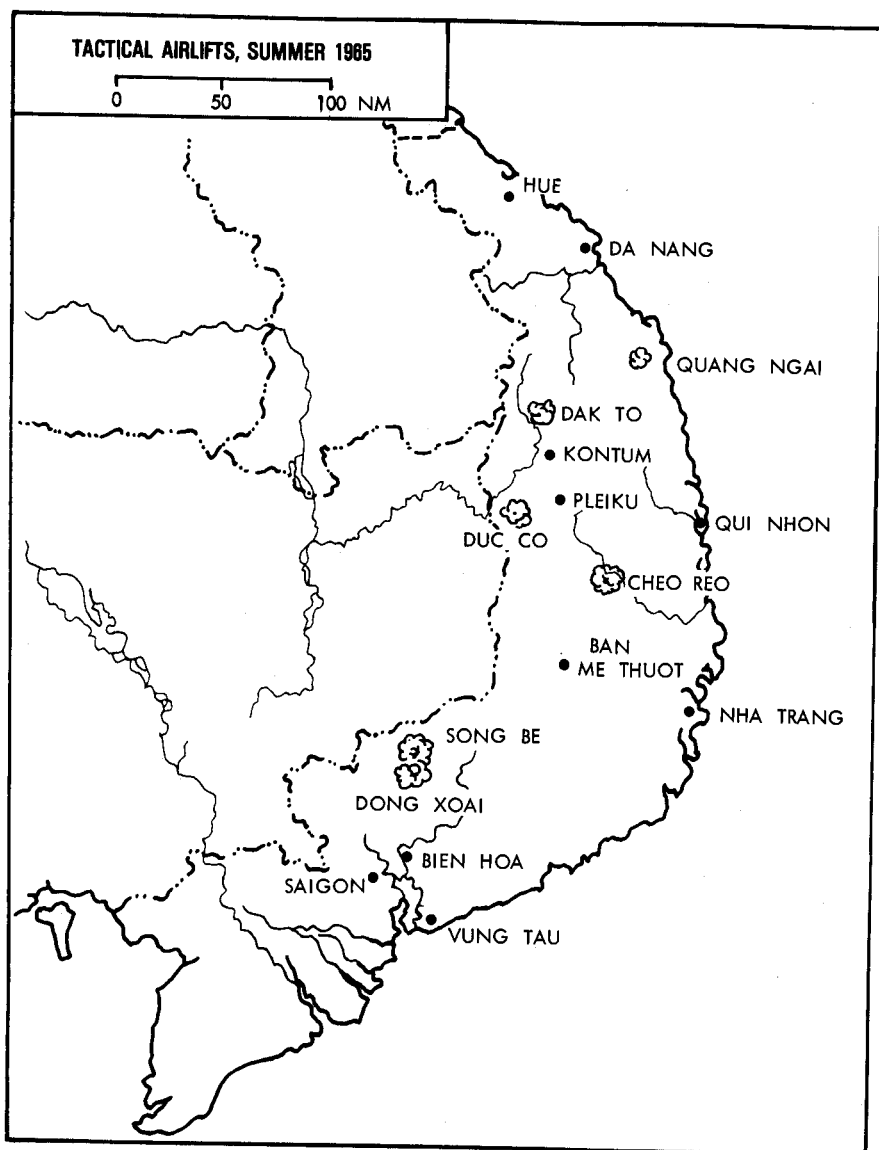 TACTICAL AIRLIFTS, SUMMER 1965
0 50 100 NM
HUE
DA NANG
QUANG NGAI
DAK TO
KONTUM
PLEIKU
QUI NHON
DUC CO
CHEO REO
BAN
ME THUOT
NHA TRANG
SONG BE
DONG XOAI
BIEN HOA
SAIGON
VUNG TAU